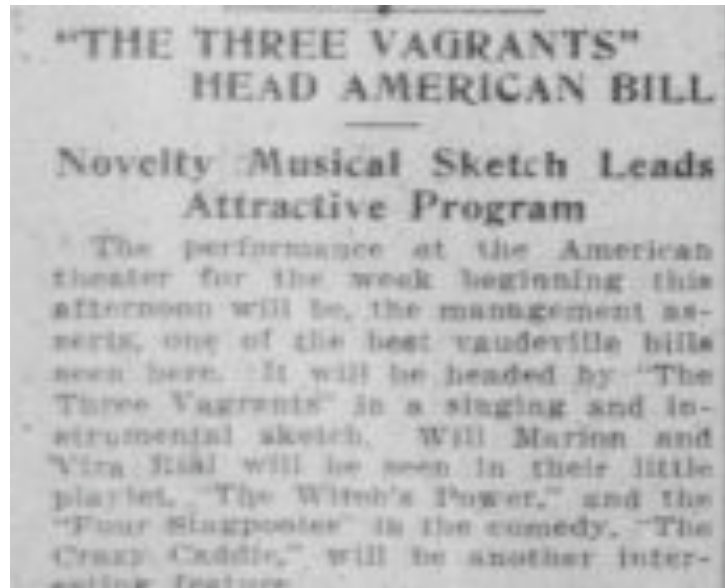 "THE THREE VAGRANTS"
HEAD AMERICAN BILL
Novelty Musical Sketch Leads
Attractive Program
The performance at the American
theater for the week beginning this
afternoon will be, the management as-
serts, one of the best vaudeville bills
seen here. It will be headed by "The
Three Vagrants" in a singing and in-
strumental sketch. Will Marion and
will be seen in their little
playlet, "The Witch's Power," and the
"Four in the comedy, "The
Crazy Caddie," will be another inter-
esting feature